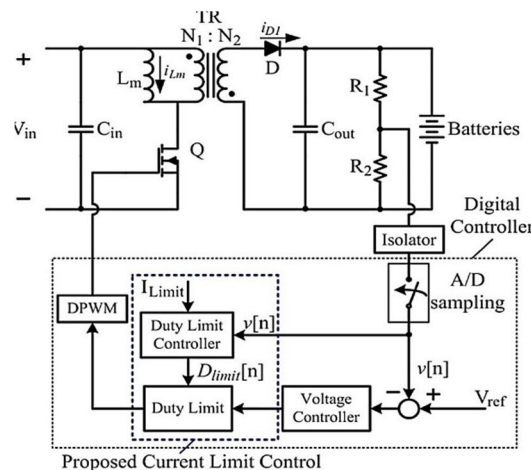 TR
N1 : N2
iD1
D
Lm
iLm
R1
Vin
Cin
Q
Cout
Batteries
R2
Digital
Controller
Isolator
A/D
sampling
ILimit
DPWM
Duty Limit
Controller
v[n]
Dlimit[n]
v[n]
Duty Limit
Voltage
Controller
Vref
Proposed Current Limit Control